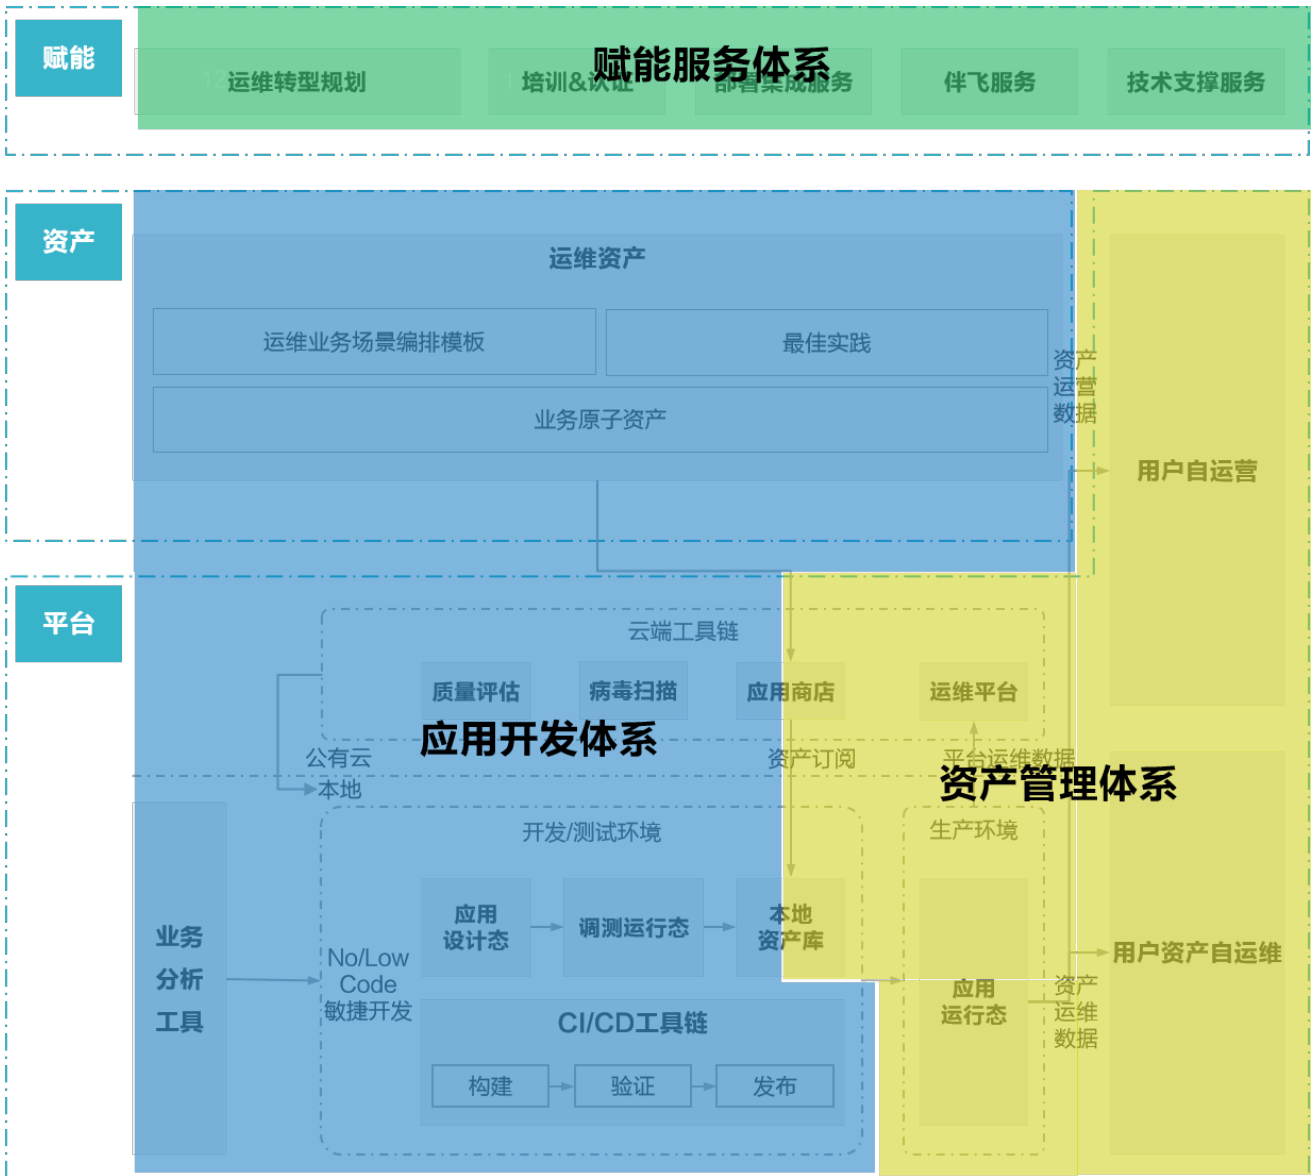 赋能
赋能服务体系
运维转型规划
培训&认证
部署集成服务
伴飞服务
技术支撑服务
资产
运维资产
运维业务场景编排模板
最佳实践
业务原子资产
资产
运营
数据
用户自运营
平台
云端工具链
质量评估
病毒扫描
应用商店
运维平台
应用开发体系
公有云
本地
资产订阅
平台运维数据
资产管理体系
开发/测试环境
生产环境
业务
分析
工具
No/Low
Code
敏捷开发
应用
设计态
调测运行态
本地
资产库
用户资产自运维
应用
运行态
资产
运维
数据
CI/CD工具链
构建
验证
发布